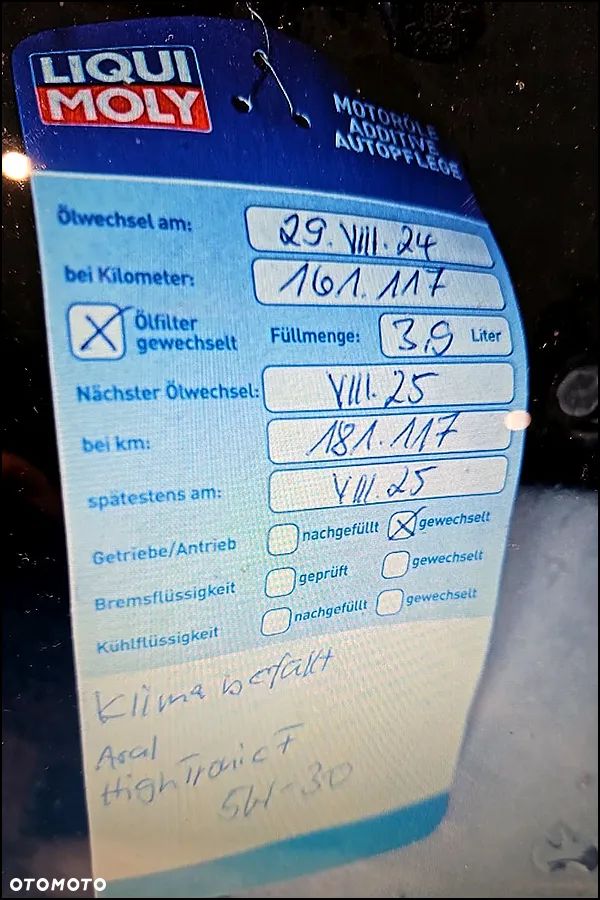 LIQUI
MOLY
MOTORÖLE
ADDITIVE
AUTOPFLEGE
Ölwechsel am: 29. VIII. 24
bei Kilometer: 161.117
Ölfilter
gewechselt
Füllmenge: 3,9 Liter
Nächster Ölwechsel: VIII. 25
bei km: 181.117
spätestens am: VIII. 25
Getriebe/Antrieb nachgefüllt gewechselt
Bremsflüssigkeit geprüft gewechselt
Kühlflüssigkeit nachgefüllt gewechselt
Klima befüllt
Aral
HighTronic F
5W-30
OTOMOTO